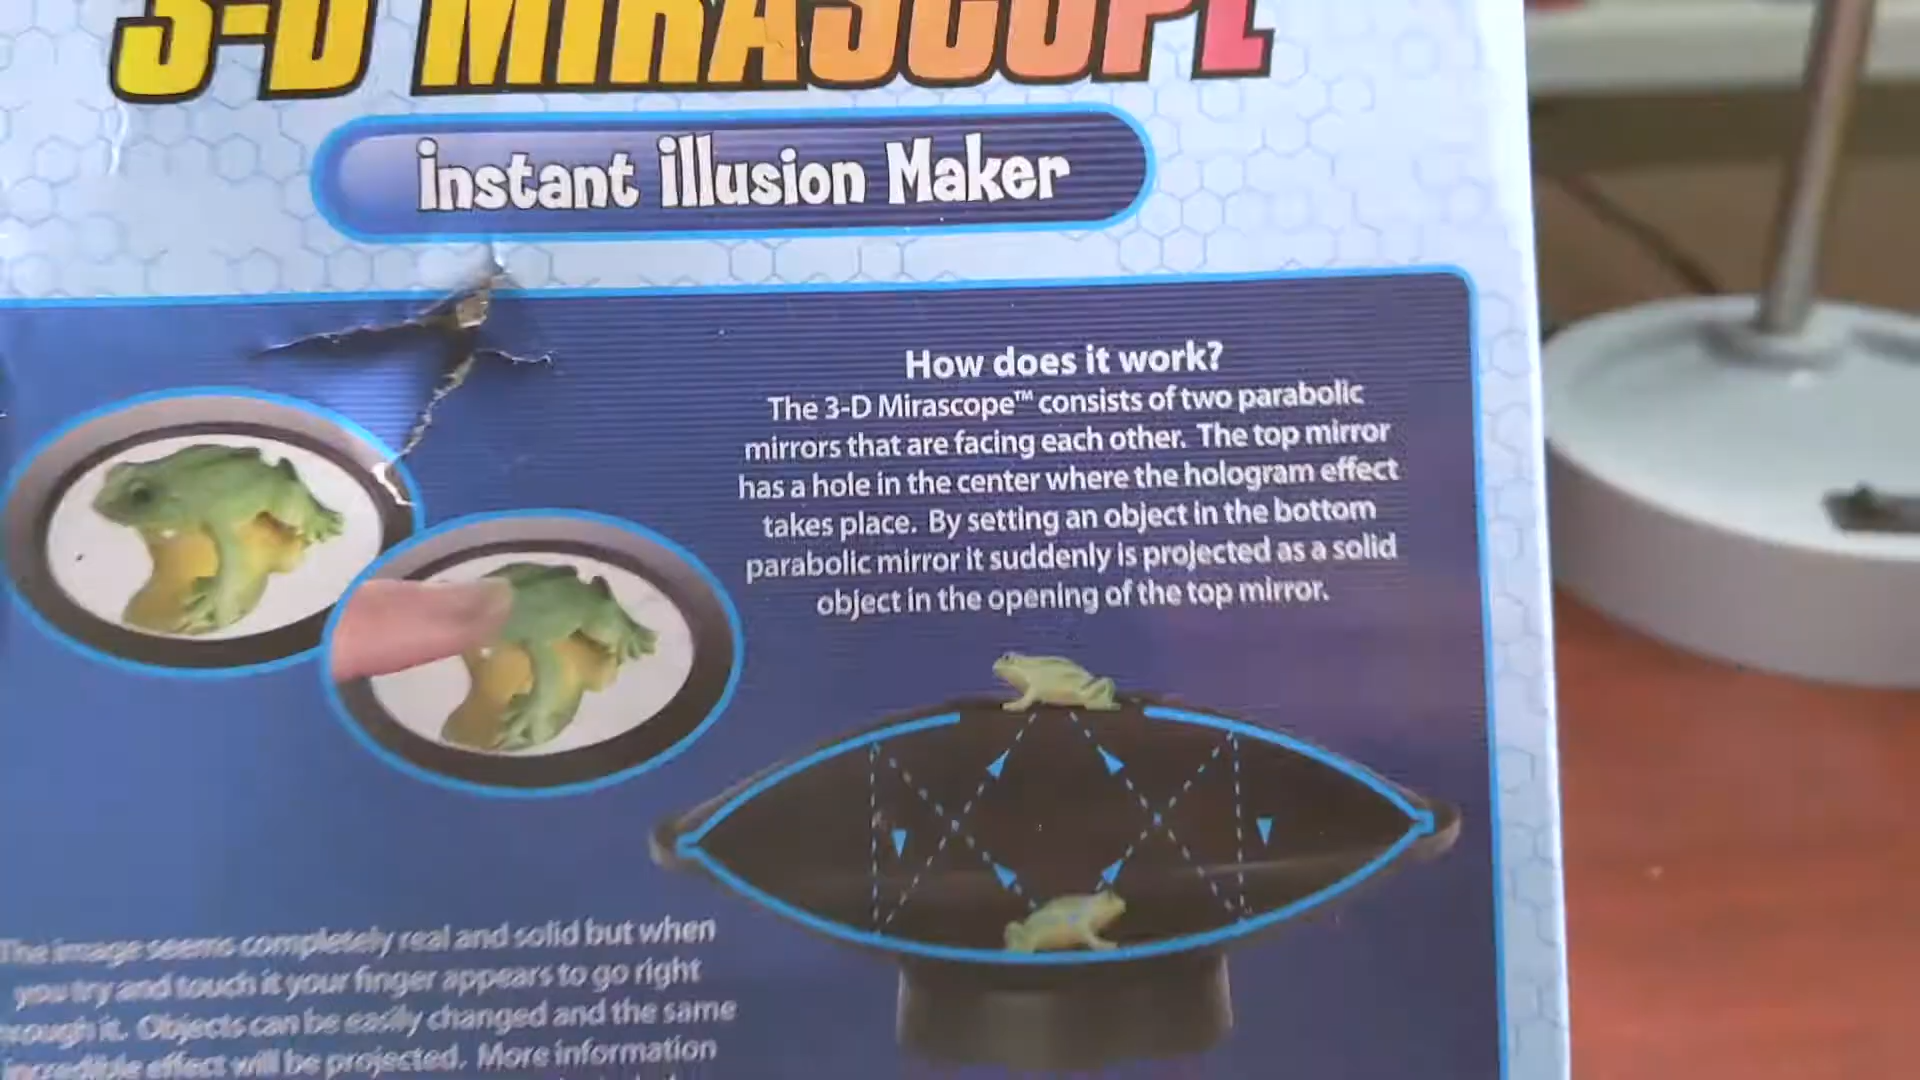 3-D MIRASCOPE
instant illusion Maker
How does it work?
The 3-D Mirascope™ consists of two parabolic
mirrors that are facing each other. The top mirror
has a hole in the center where the hologram effect
takes place. By setting an object in the bottom
parabolic mirror it suddenly is projected as a solid
object in the opening of the top mirror.
The image seems completely real and solid but when
you try and touch it your finger appears to go right
it. Objects can be easily changed and the same
incredible effect will be projected. More information